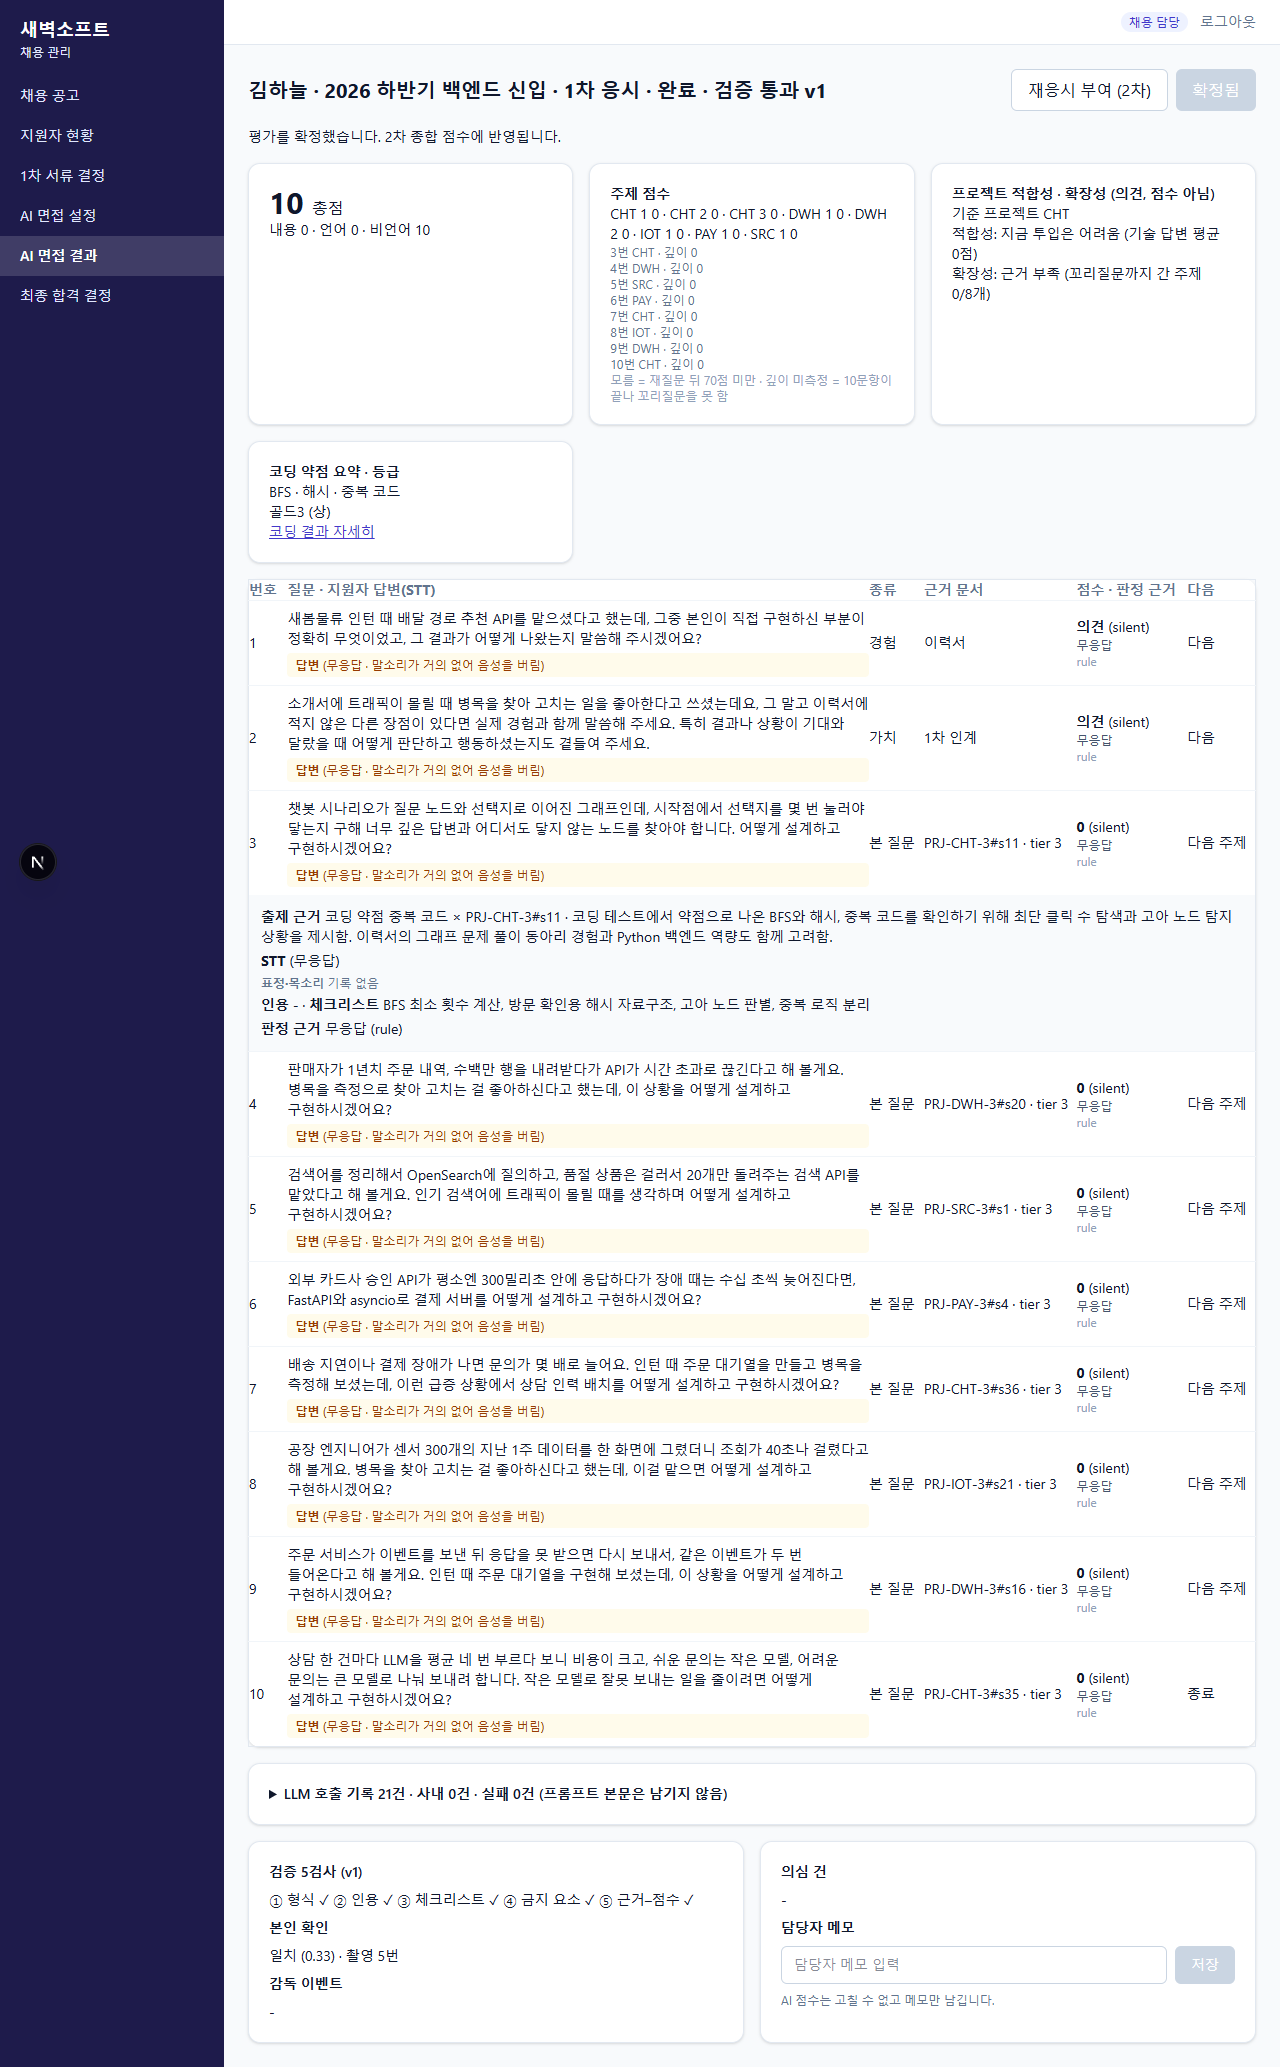 새벽소프트
채용 관리
채용 공고
지원자 현황
1차 서류 결정
AI 면접 설정
AI 면접 결과
최종 합격 결정
채용 담당
로그아웃
김하늘 · 2026 하반기 백엔드 신입 · 1차 응시 · 완료 · 검증 통과 v1
재응시 부여 (2차)
확정됨
평가를 확정했습니다. 2차 종합 점수에 반영됩니다.
10 총점
내용 0 · 언어 0 · 비언어 10
주제 점수
CHT 1 0 · CHT 2 0 · CHT 3 0 · DWH 1 0 · DWH
2 0 · IOT 1 0 · PAY 1 0 · SRC 1 0
3번 CHT · 깊이 0
4번 DWH · 깊이 0
5번 SRC · 깊이 0
6번 PAY · 깊이 0
7번 CHT · 깊이 0
8번 IOT · 깊이 0
9번 DWH · 깊이 0
10번 CHT · 깊이 0
모름 = 재질문 뒤 70점 미만 · 깊이 미측정 = 10문항이
끝나 꼬리질문을 못 함
프로젝트 적합성 · 확장성 (의견, 점수 아님)
기준 프로젝트 CHT
적합성: 지금 투입은 어려움 (기술 답변 평균
0점)
확장성: 근거 부족 (꼬리질문까지 간 주제
0/8개)
코딩 약점 요약 · 등급
BFS · 해시 · 중복 코드
골드3 (상)
코딩 결과 자세히
번호 질문 · 지원자 답변(STT) 종류 근거 문서 점수 · 판정 근거 다음
1
새봄물류 인턴 때 배달 경로 추천 API를 맡으셨다고 했는데, 그중 본인이 직접 구현하신 부분이
정확히 무엇이었고, 그 결과가 어떻게 나왔는지 말씀해 주시겠어요?
답변 (무응답 · 말소리가 거의 없어 음성을 버림)
경험
이력서
의견 (silent)
무응답
rule
다음
2
소개서에 트래픽이 몰릴 때 병목을 찾아 고치는 일을 좋아한다고 쓰셨는데요, 그 말고 이력서에
적지 않은 다른 장점이 있다면 실제 경험과 함께 말씀해 주세요. 특히 결과나 상황이 기대와
달랐을 때 어떻게 판단하고 행동하셨는지도 곁들여 주세요.
답변 (무응답 · 말소리가 거의 없어 음성을 버림)
가치
1차 인계
의견 (silent)
무응답
rule
다음
3
챗봇 시나리오가 질문 노드와 선택지로 이어진 그래프인데, 시작점에서 선택지를 몇 번 눌러야
닿는지 구해 너무 깊은 답변과 어디서도 닿지 않는 노드를 찾아야 합니다. 어떻게 설계하고
구현하시겠어요?
답변 (무응답 · 말소리가 거의 없어 음성을 버림)
본 질문
PRJ-CHT-3#s11 · tier 3
0 (silent)
무응답
rule
다음 주제
출제 근거 코딩 약점 중복 코드 × PRJ-CHT-3#s11 · 코딩 테스트에서 약점으로 나온 BFS와 해시, 중복 코드를 확인하기 위해 최단 클릭 수 탐색과 고아 노드 탐지
상황을 제시함. 이력서의 그래프 문제 풀이 동아리 경험과 Python 백엔드 역량도 함께 고려함.
STT (무응답)
표정·목소리 기록 없음
인용 - · 체크리스트 BFS 최소 횟수 계산, 방문 확인용 해시 자료구조, 고아 노드 판별, 중복 로직 분리
판정 근거 무응답 (rule)
4
판매자가 1년치 주문 내역, 수백만 행을 내려받다가 API가 시간 초과로 끊긴다고 해 볼게요.
병목을 측정으로 찾아 고치는 걸 좋아하신다고 했는데, 이 상황을 어떻게 설계하고
구현하시겠어요?
답변 (무응답 · 말소리가 거의 없어 음성을 버림)
본 질문
PRJ-DWH-3#s20 · tier 3
0 (silent)
무응답
rule
다음 주제
5
검색어를 정리해서 OpenSearch에 질의하고, 품절 상품은 걸러서 20개만 돌려주는 검색 API를
맡았다고 해 볼게요. 인기 검색어에 트래픽이 몰릴 때를 생각하며 어떻게 설계하고
구현하시겠어요?
답변 (무응답 · 말소리가 거의 없어 음성을 버림)
본 질문
PRJ-SRC-3#s1 · tier 3
0 (silent)
무응답
rule
다음 주제
6
외부 카드사 승인 API가 평소엔 300밀리초 안에 응답하다가 장애 때는 수십 초씩 늦어진다면,
FastAPI와 asyncio로 결제 서버를 어떻게 설계하고 구현하시겠어요?
답변 (무응답 · 말소리가 거의 없어 음성을 버림)
본 질문
PRJ-PAY-3#s4 · tier 3
0 (silent)
무응답
rule
다음 주제
7
배송 지연이나 결제 장애가 나면 문의가 몇 배로 늘어요. 인턴 때 주문 대기열을 만들고 병목을
측정해 보셨는데, 이런 급증 상황에서 상담 인력 배치를 어떻게 설계하고 구현하시겠어요?
답변 (무응답 · 말소리가 거의 없어 음성을 버림)
본 질문
PRJ-CHT-3#s36 · tier 3
0 (silent)
무응답
rule
다음 주제
8
공장 엔지니어가 센서 300개의 지난 1주 데이터를 한 화면에 그렸더니 조회가 40초나 걸렸다고
해 볼게요. 병목을 찾아 고치는 걸 좋아하신다고 했는데, 이걸 맡으면 어떻게 설계하고
구현하시겠어요?
답변 (무응답 · 말소리가 거의 없어 음성을 버림)
본 질문
PRJ-IOT-3#s21 · tier 3
0 (silent)
무응답
rule
다음 주제
9
주문 서비스가 이벤트를 보낸 뒤 응답을 못 받으면 다시 보내서, 같은 이벤트가 두 번
들어온다고 해 볼게요. 인턴 때 주문 대기열을 구현해 보셨는데, 이 상황을 어떻게 설계하고
구현하시겠어요?
답변 (무응답 · 말소리가 거의 없어 음성을 버림)
본 질문
PRJ-DWH-3#s16 · tier 3
0 (silent)
무응답
rule
다음 주제
10
상담 한 건마다 LLM을 평균 네 번 부르다 보니 비용이 크고, 쉬운 문의는 작은 모델, 어려운
문의는 큰 모델로 나눠 보내려 합니다. 작은 모델로 잘못 보내는 일을 줄이려면 어떻게
설계하고 구현하시겠어요?
답변 (무응답 · 말소리가 거의 없어 음성을 버림)
본 질문
PRJ-CHT-3#s35 · tier 3
0 (silent)
무응답
rule
종료
▶ LLM 호출 기록 21건 · 사내 0건 · 실패 0건 (프롬프트 본문은 남기지 않음)
검증 5검사 (v1)
① 형식 ✓ ② 인용 ✓ ③ 체크리스트 ✓ ④ 금지 요소 ✓ ⑤ 근거–점수 ✓
본인 확인
일치 (0.33) · 촬영 5번
감독 이벤트
-
의심 건
-
담당자 메모
담당자 메모 입력
저장
AI 점수는 고칠 수 없고 메모만 남깁니다.
N